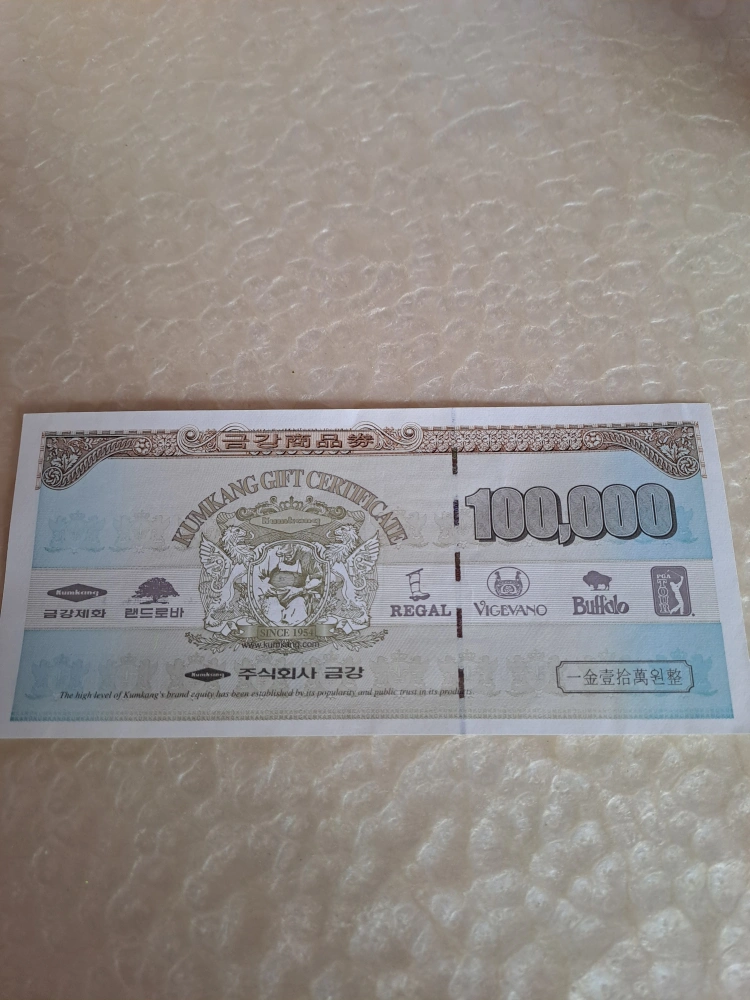 금강商品券
KUMKANG GIFT CERTIFICATE
100,000
Kumkang
Kumkang
금강제화
랜드로바
REGAL
VIGEVANO
Buffalo
PGA TOUR
SINCE 1954
www.kumkang.com
Kumkang 주식회사 금강
一金壹拾萬원整
The high level of Kumkang's brand equity has been established by its popularity and public trust in its products.